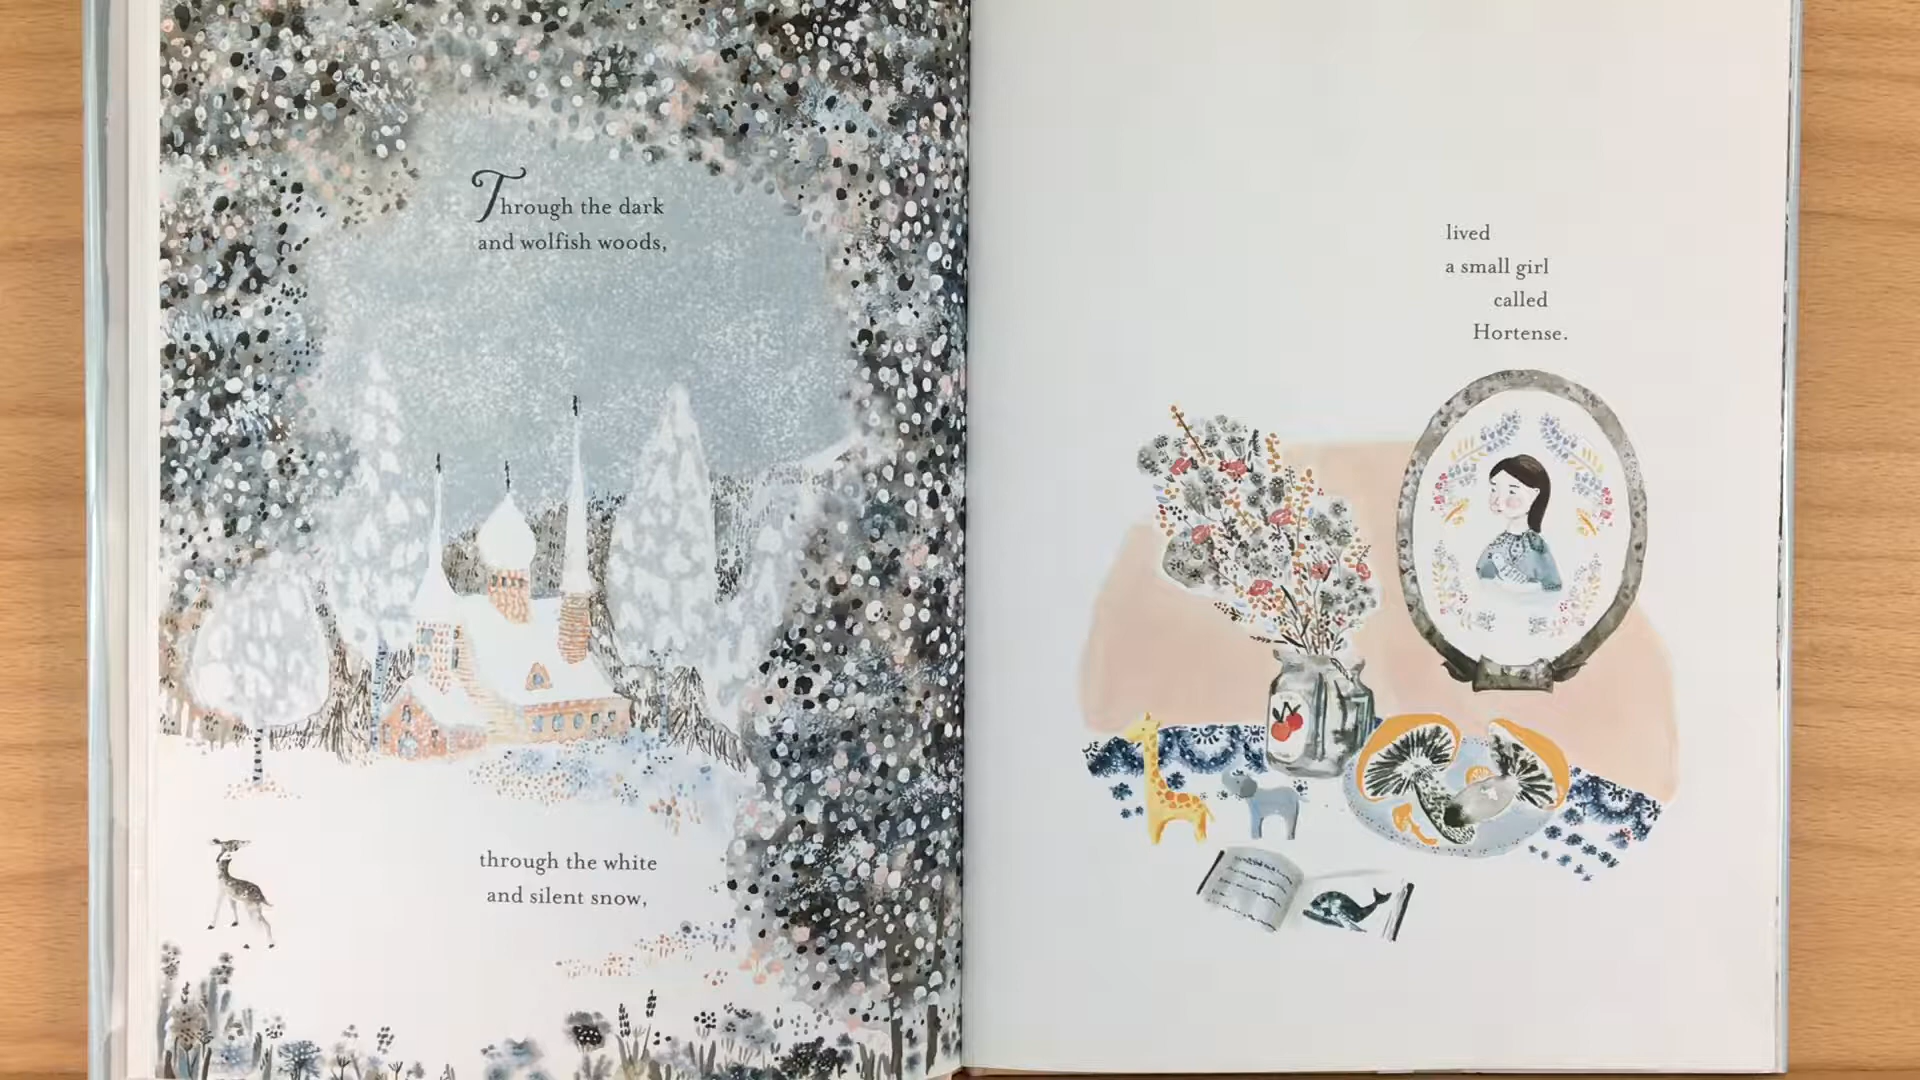 Through the dark
and wolfish woods,
through the white
and silent snow,
lived
a small girl
called
Hortense.